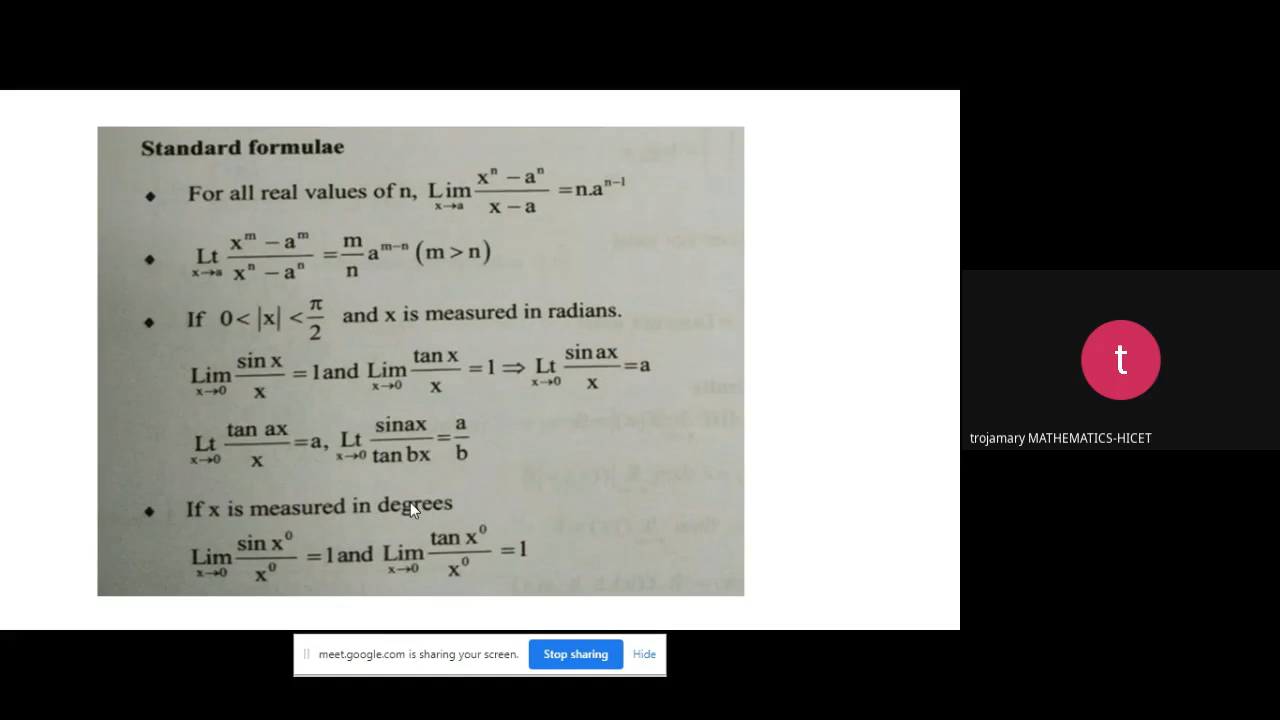 Standard formulae
♦ For all real values of n, Lim x→a (xⁿ − aⁿ)/(x − a) = n.aⁿ⁻¹
♦ Lt x→a (xᵐ − aᵐ)/(xⁿ − aⁿ) = m/n aᵐ⁻ⁿ (m > n)
♦ If 0 < |x| < π/2 and x is measured in radians.
Lim x→0 sin x/x = 1 and Lim x→0 tan x/x = 1 ⇒ Lt x→0 sin ax/x = a
Lt x→0 tan ax/x = a, Lt x→0 sinax/tan bx = a/b
♦ If x is measured in degrees
Lim x→0 sin x⁰/x⁰ = 1 and Lim x→0 tan x⁰/x⁰ = 1
t
trojamary MATHEMATICS-HICET
meet.google.com is sharing your screen. Stop sharing Hide